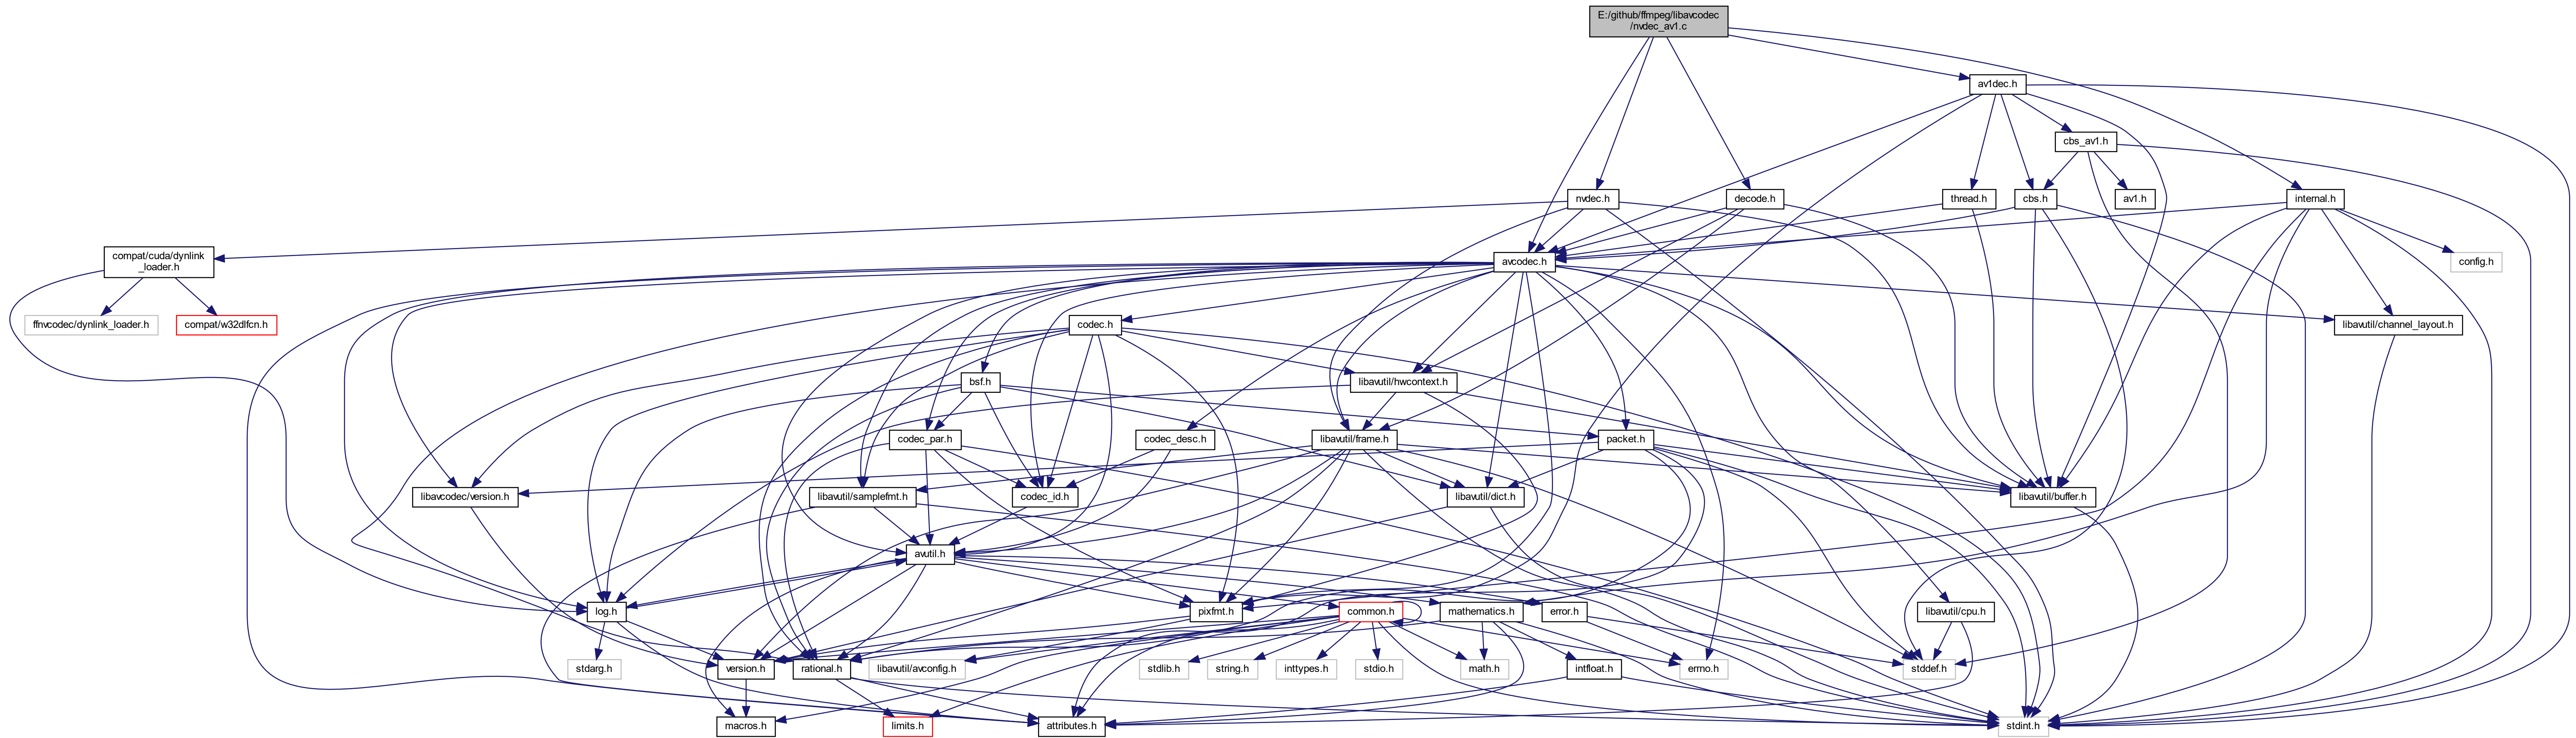 E:/github/ffmpeg/libavcodec
/nvdec_av1.c
av1dec.h
cbs_av1.h
nvdec.h
decode.h
thread.h
cbs.h
av1.h
internal.h
compat/cuda/dynlink
_loader.h
avcodec.h
config.h
ffnvcodec/dynlink_loader.h
compat/w32dlfcn.h
codec.h
libavutil/channel_layout.h
bsf.h
libavutil/hwcontext.h
codec_par.h
codec_desc.h
libavutil/frame.h
packet.h
libavcodec/version.h
libavutil/samplefmt.h
codec_id.h
libavutil/dict.h
libavutil/buffer.h
avutil.h
log.h
pixfmt.h
common.h
mathematics.h
error.h
libavutil/cpu.h
stdarg.h
version.h
rational.h
libavutil/avconfig.h
stdlib.h
string.h
inttypes.h
stdio.h
math.h
intfloat.h
errno.h
stddef.h
macros.h
limits.h
attributes.h
stdint.h